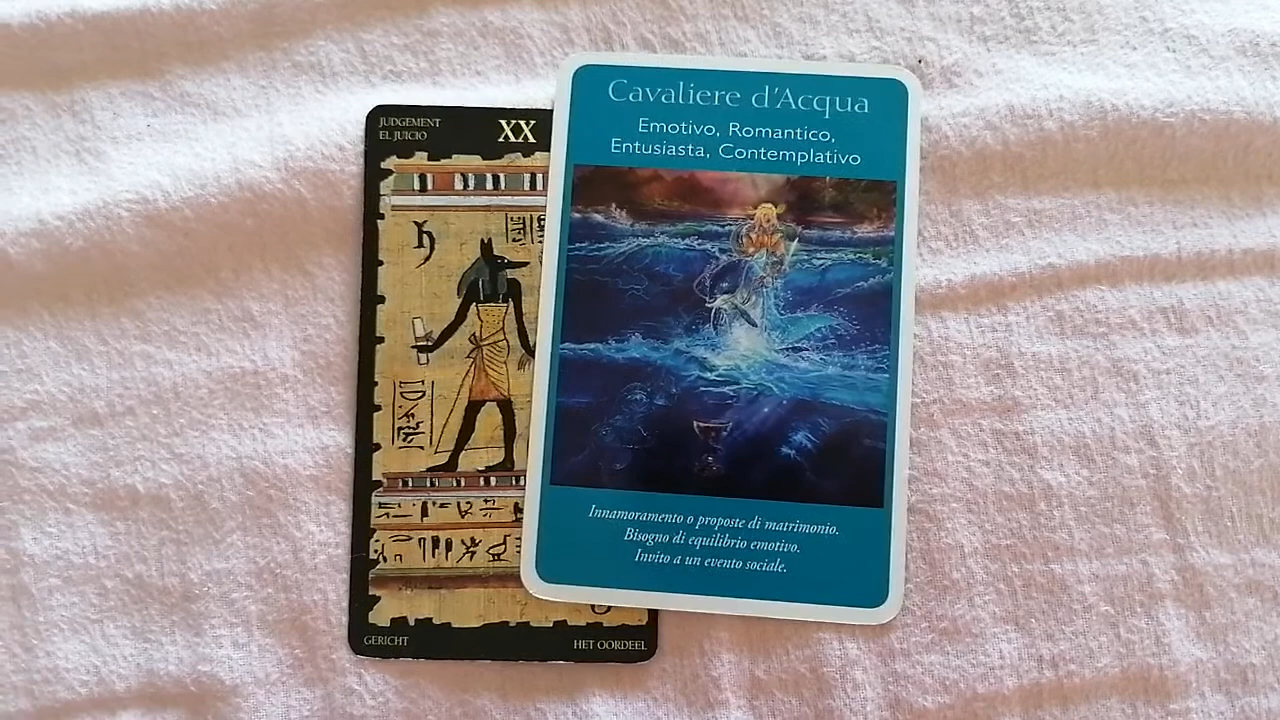 JUDGEMENT
EL JUICIO
XX
GERICHT
HET OORDEEL
Cavaliere d'Acqua
Emotivo, Romantico,
Entusiasta, Contemplativo
Innamoramento o proposte di matrimonio.
Bisogno di equilibrio emotivo.
Invito a un evento sociale.